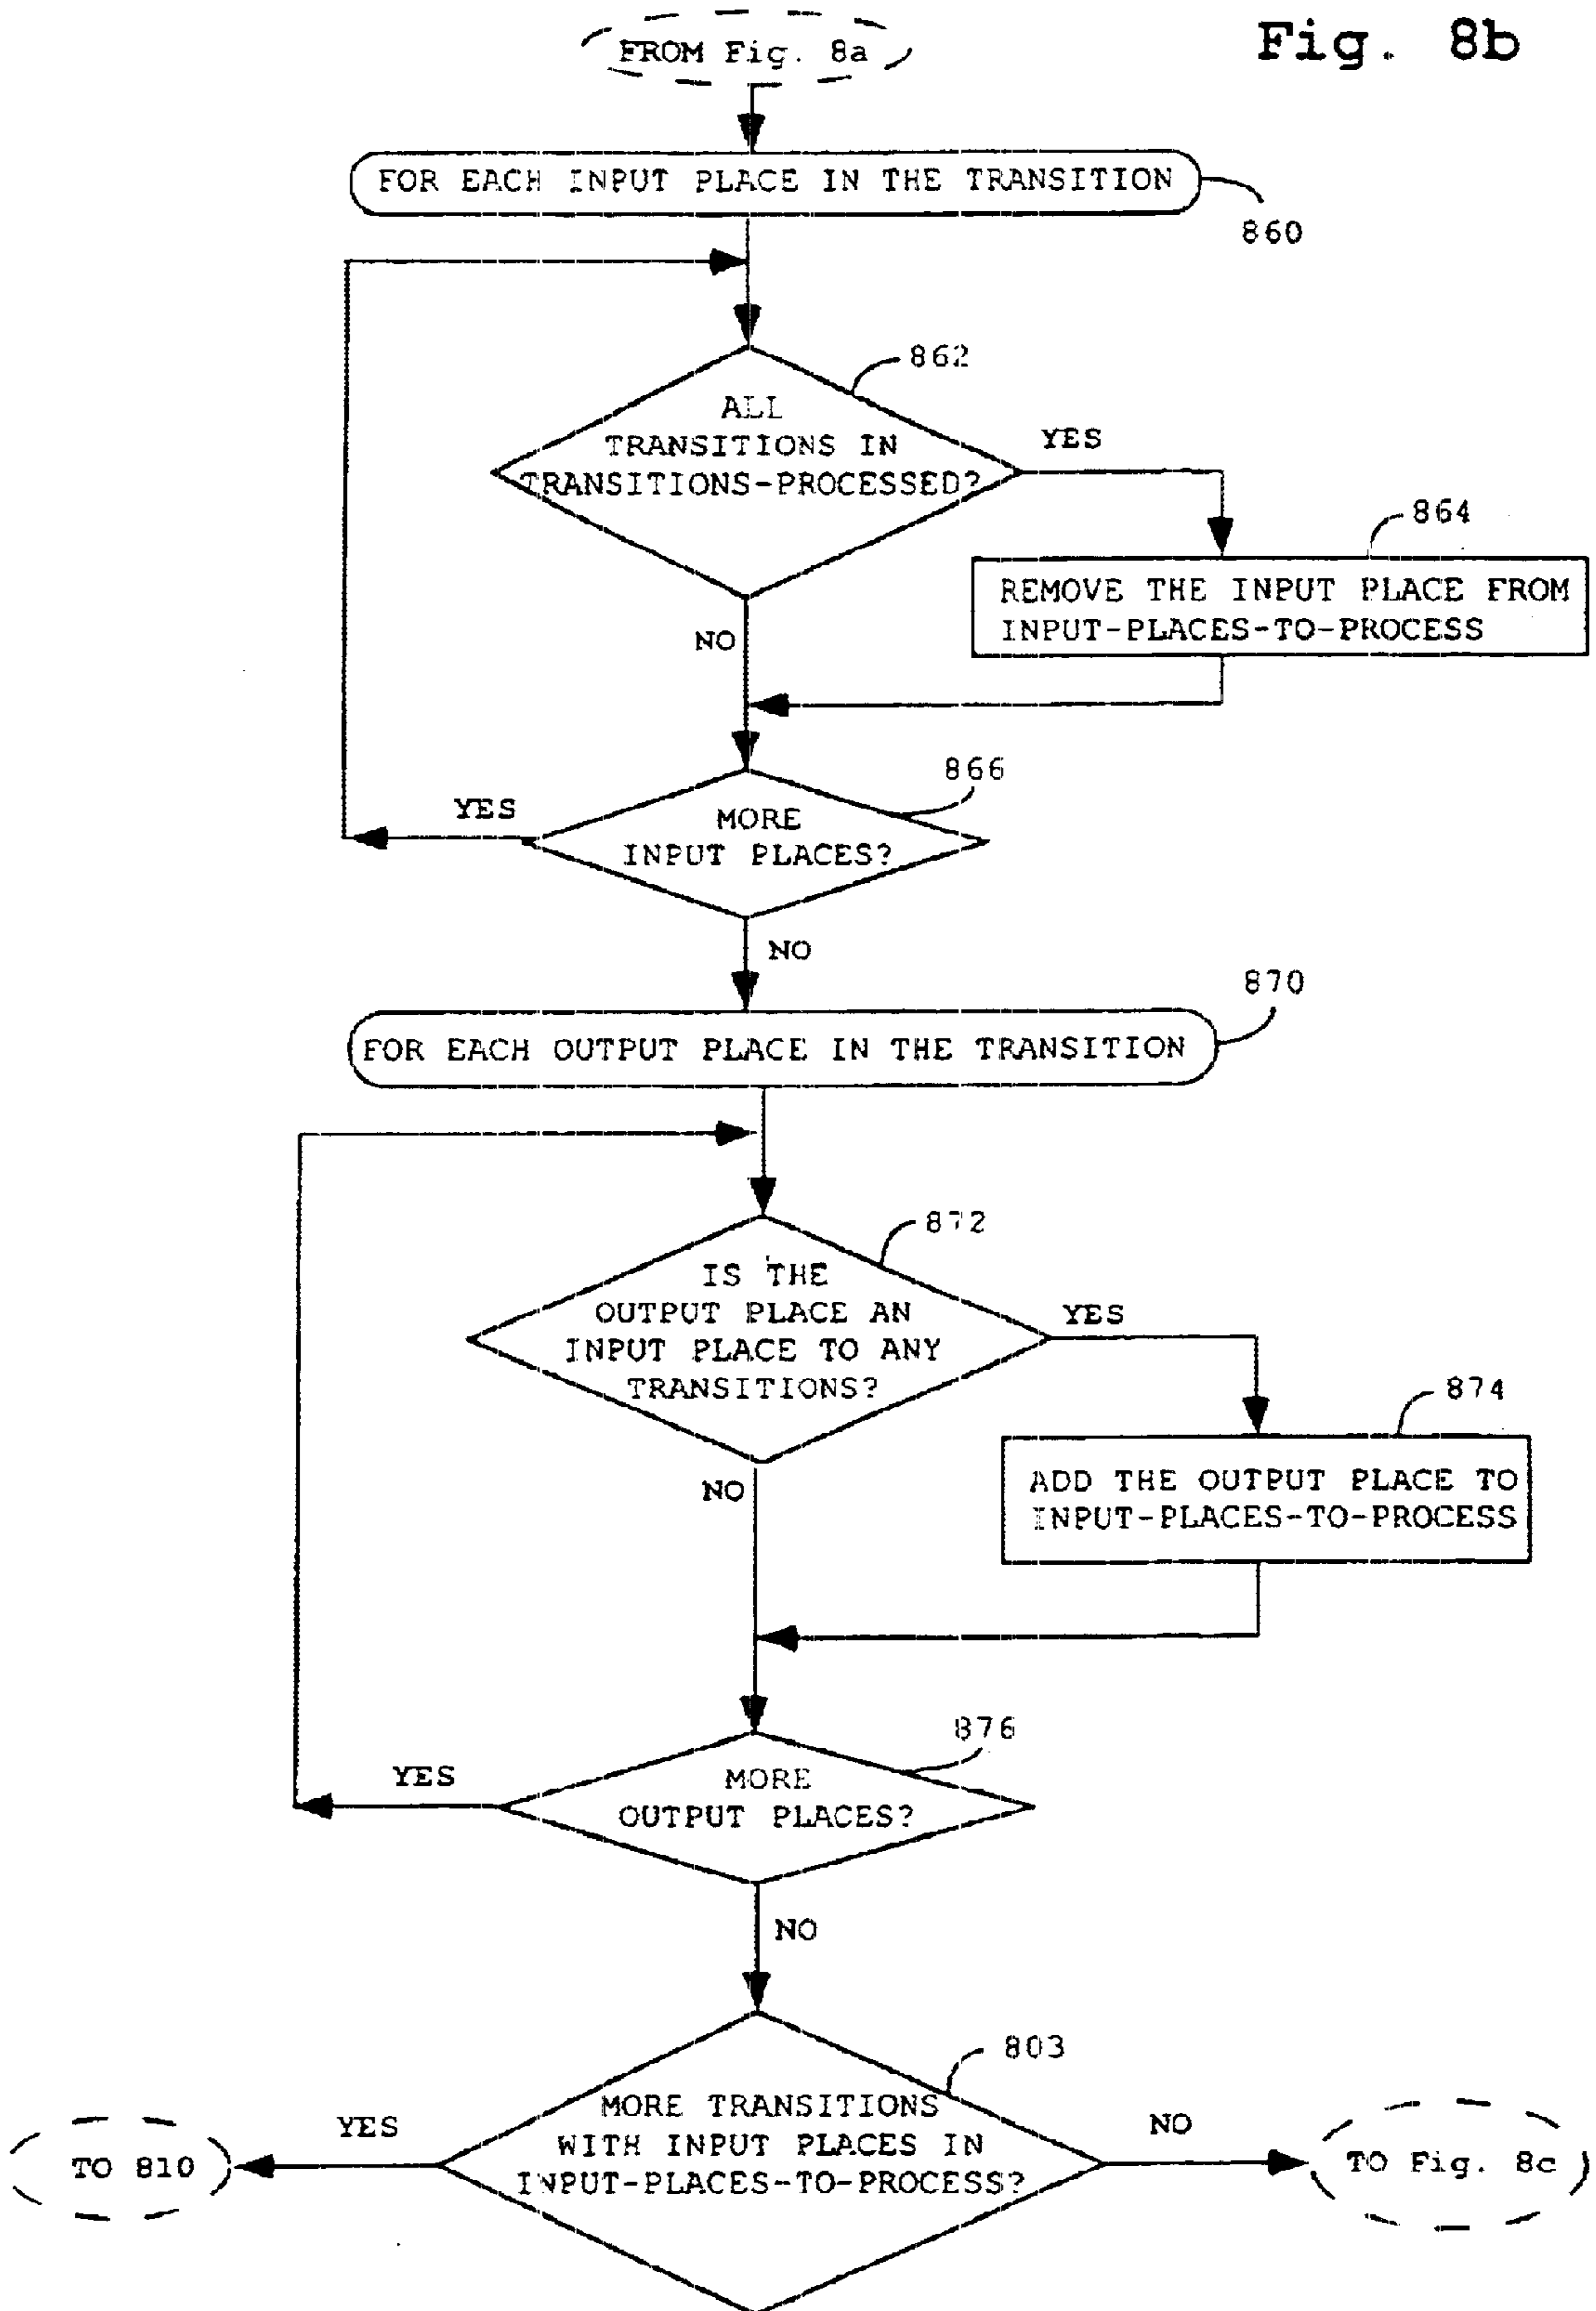 Fig. 8b
FROM Fig. 8a
FOR EACH INPUT PLACE IN THE TRANSITION
860
862
ALL
TRANSITIONS IN
TRANSITIONS-PROCESSED?
YES
864
REMOVE THE INPUT PLACE FROM
INPUT-PLACES-TO-PROCESS
NO
866
YES
MORE
INPUT PLACES?
NO
870
FOR EACH OUTPUT PLACE IN THE TRANSITION
872
IS THE
OUTPUT PLACE AN
INPUT PLACE TO ANY
TRANSITIONS?
YES
874
ADD THE OUTPUT PLACE TO
INPUT-PLACES-TO-PROCESS
NO
876
YES
MORE
OUTPUT PLACES?
NO
803
MORE TRANSITIONS
WITH INPUT PLACES IN
INPUT-PLACES-TO-PROCESS?
YES
TO 810
NO
TO Fig. 8c